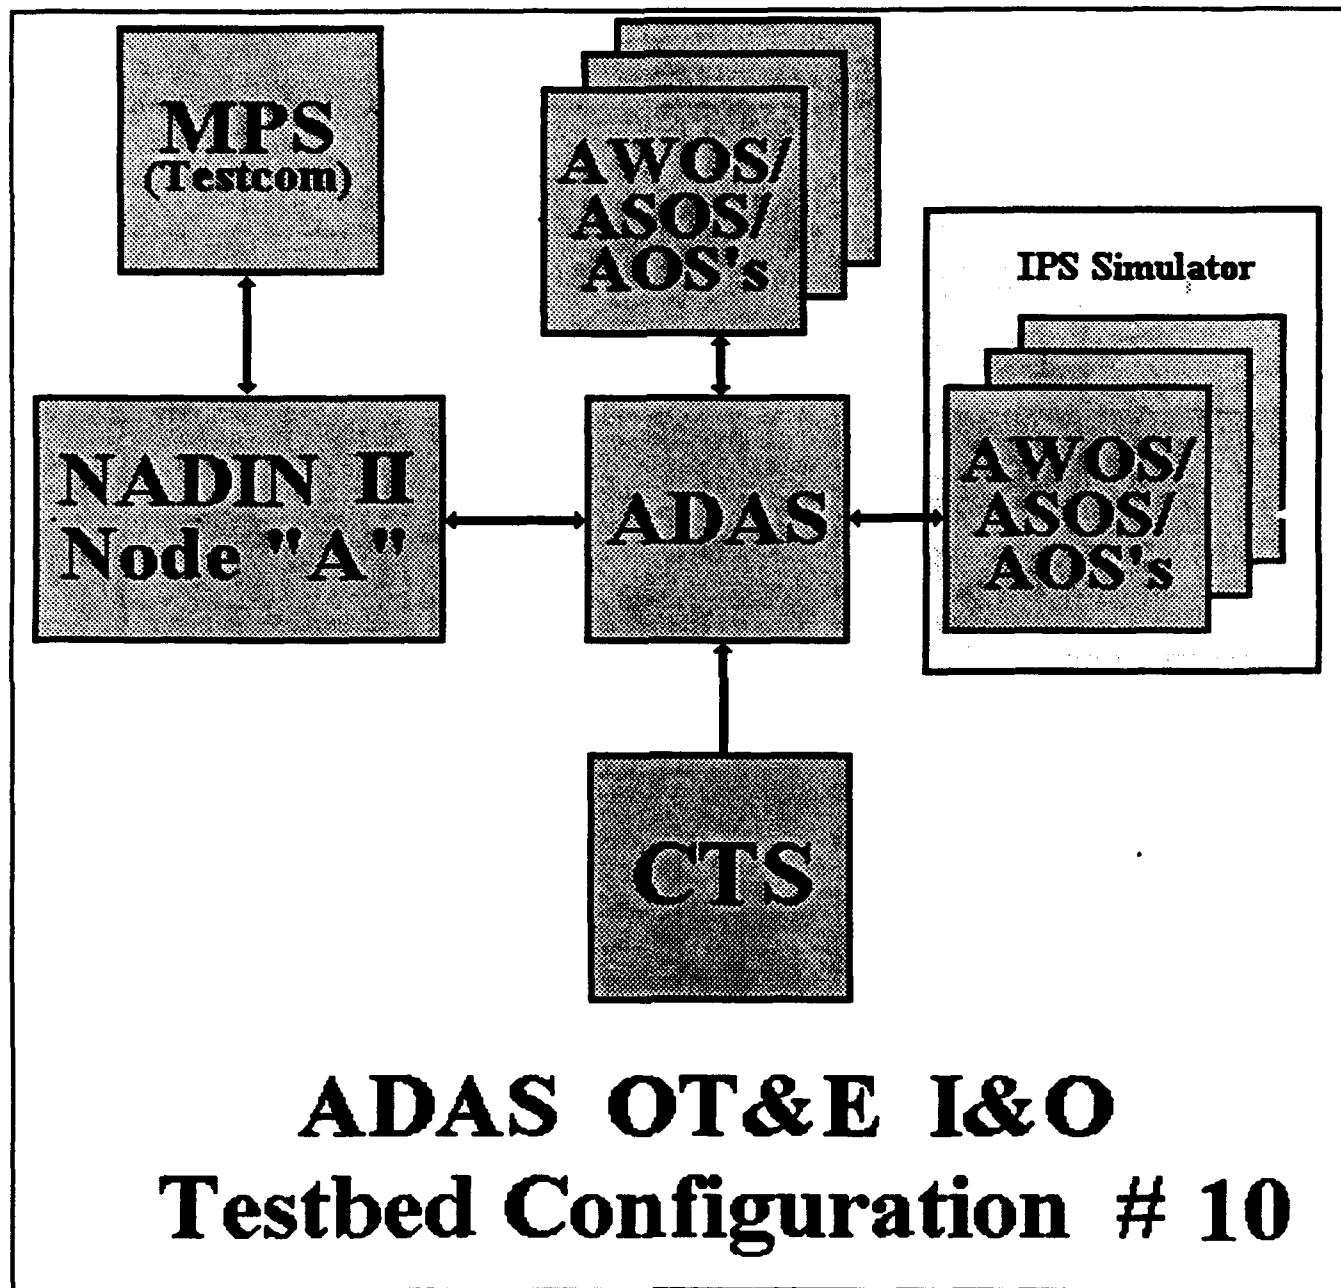 MPS
(Testcom)
AWOS/
ASOS/
AOS's
IPS Simulator
AWOS/
ASOS/
AOS's
NADIN II
Node "A"
ADAS
CTS
ADAS OT&E I&O
Testbed Configuration # 10